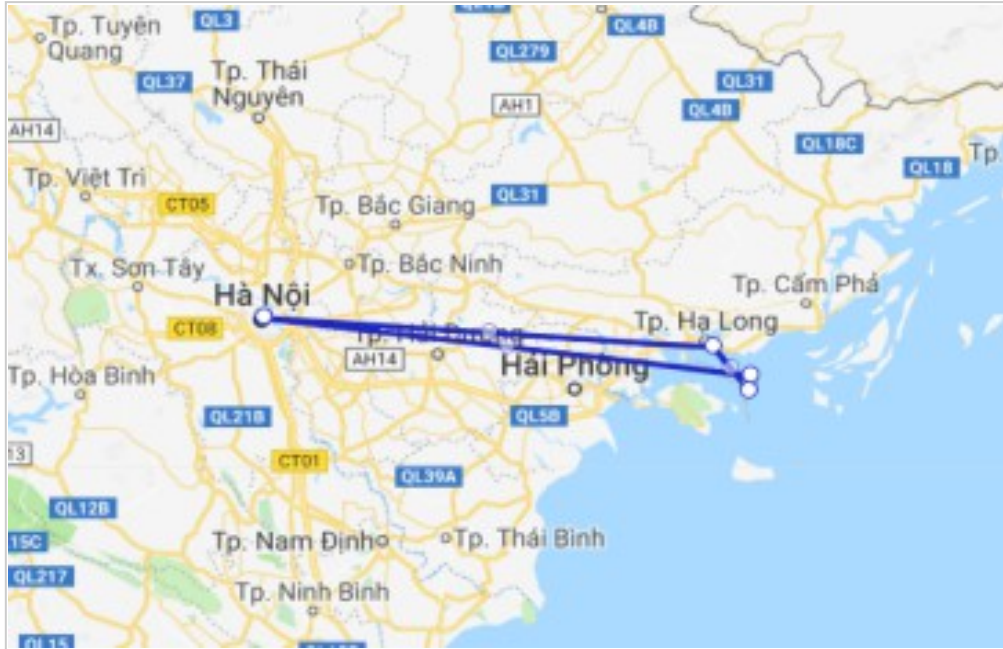 Tp. Tuyên
Quang
QL3
QL4B
QL279
QL37
Tp. Thái
Nguyên
QL31
AH1
QL4B
AH14
QL18C
QL18
Tp.
Tp. Việt Trì
CT05
QL31
Tp. Bắc Giang
Tx. Sơn Tây
Tp. Bắc Ninh
Hà Nội
Tp. Cẩm Phả
CT08
Tp. Hạ Long
AH14
Hải Phòng
Tp. Hòa Bình
QL21B
QL5B
13
CT01
QL39A
QL12B
15C
Tp. Nam Định
Tp. Thái Bình
QL217
Tp. Ninh Bình
QL15